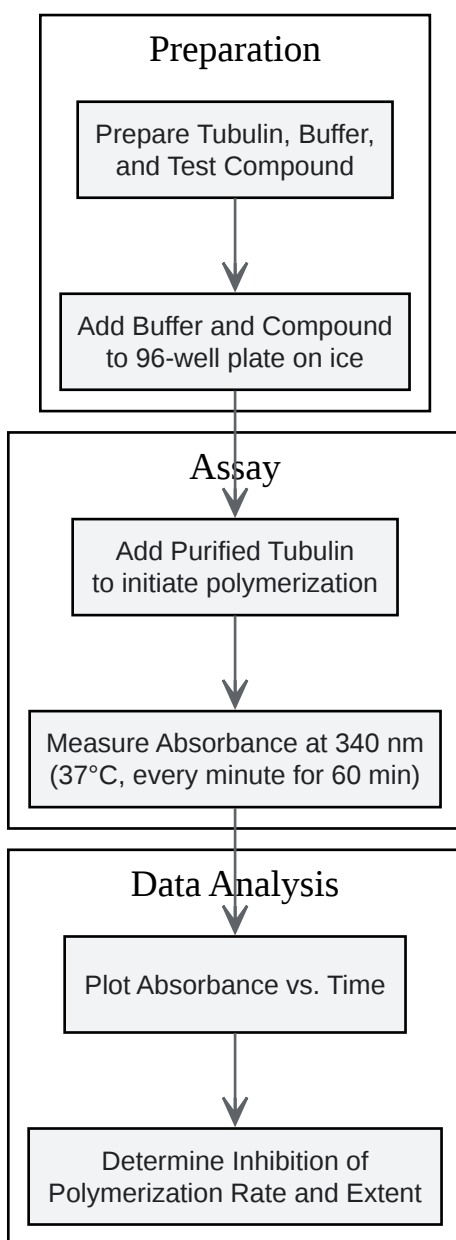 Preparation
Prepare Tubulin, Buffer,
and Test Compound
Add Buffer and Compound
to 96-well plate on ice
Assay
Add Purified Tubulin
to initiate polymerization
Measure Absorbance at 340 nm
(37°C, every minute for 60 min)
Data Analysis
Plot Absorbance vs. Time
Determine Inhibition of
Polymerization Rate and Extent